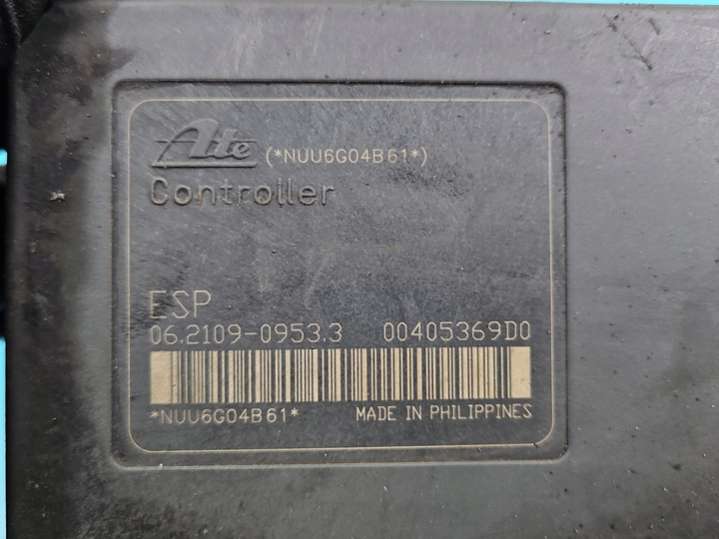 Ate (*NUU6G04B61*)
Controller
ESP
06.2109-0953.3 00405369D0
*NUU6G04B61* MADE IN PHILIPPINES